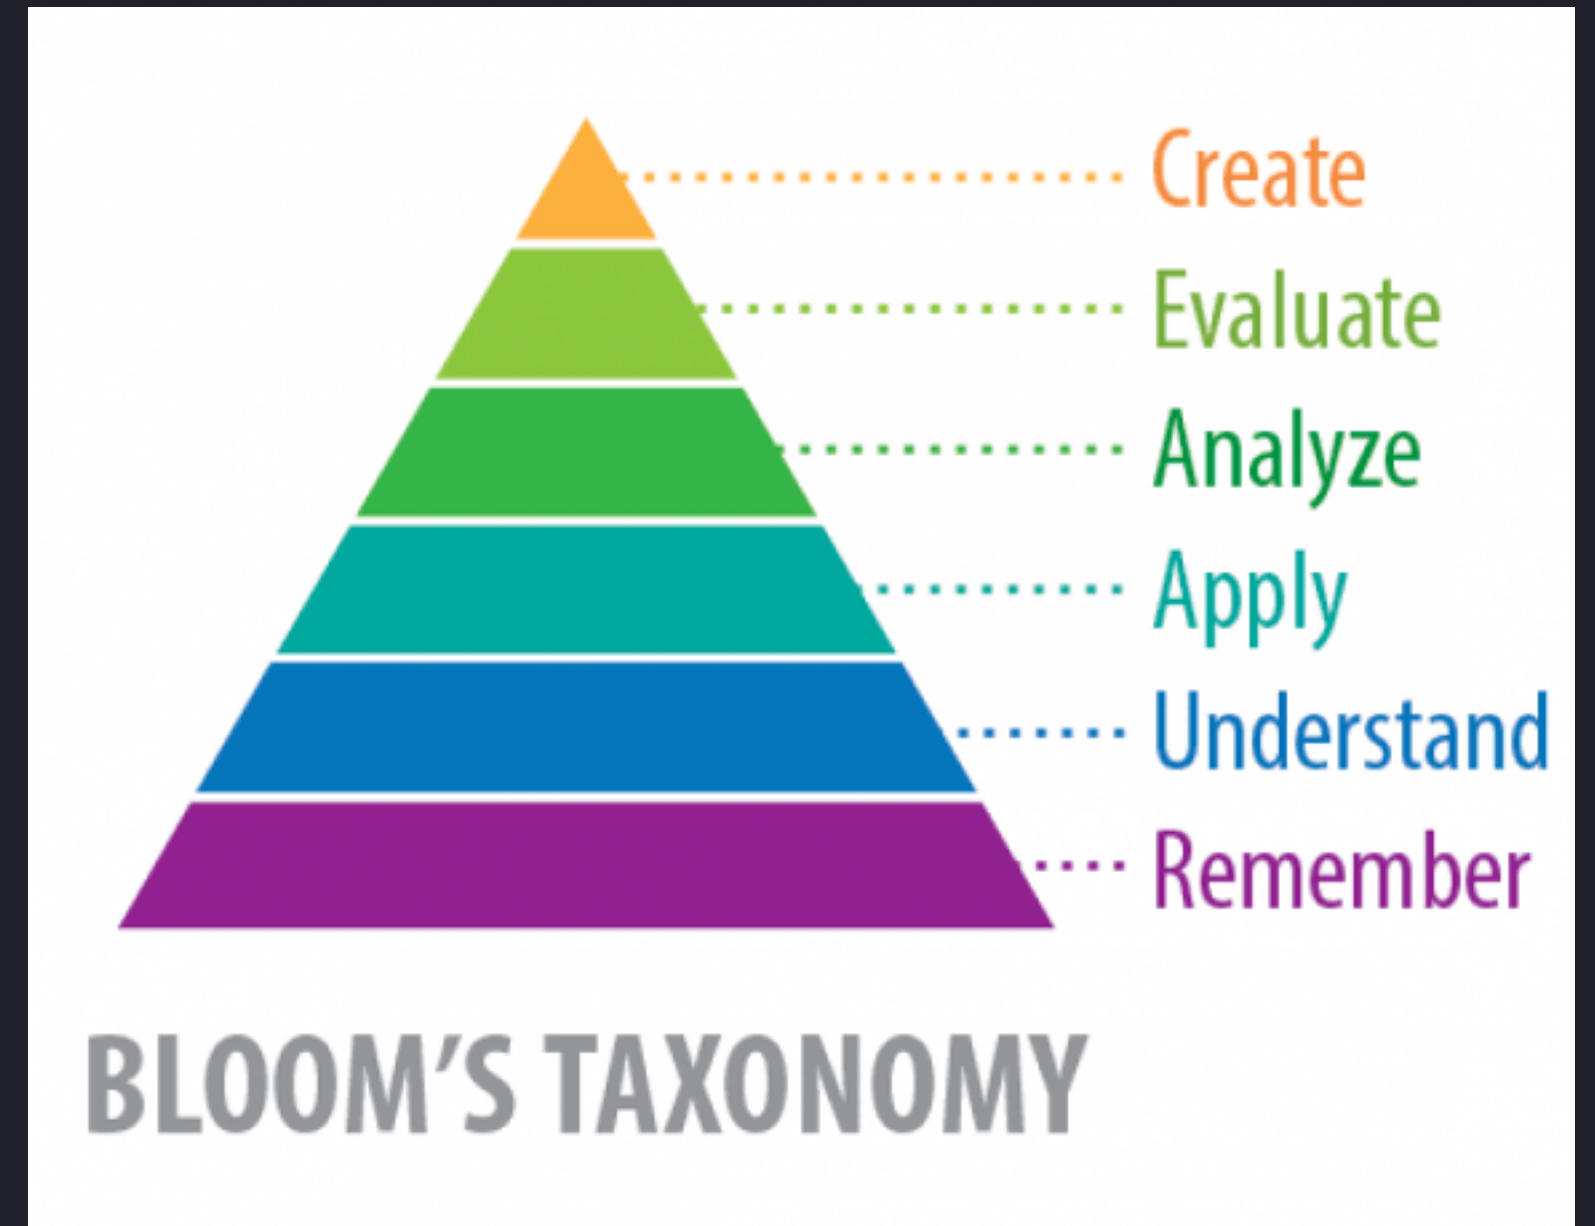 Create
Evaluate
Analyze
Apply
Understand
Remember
BLOOM’S TAXONOMY